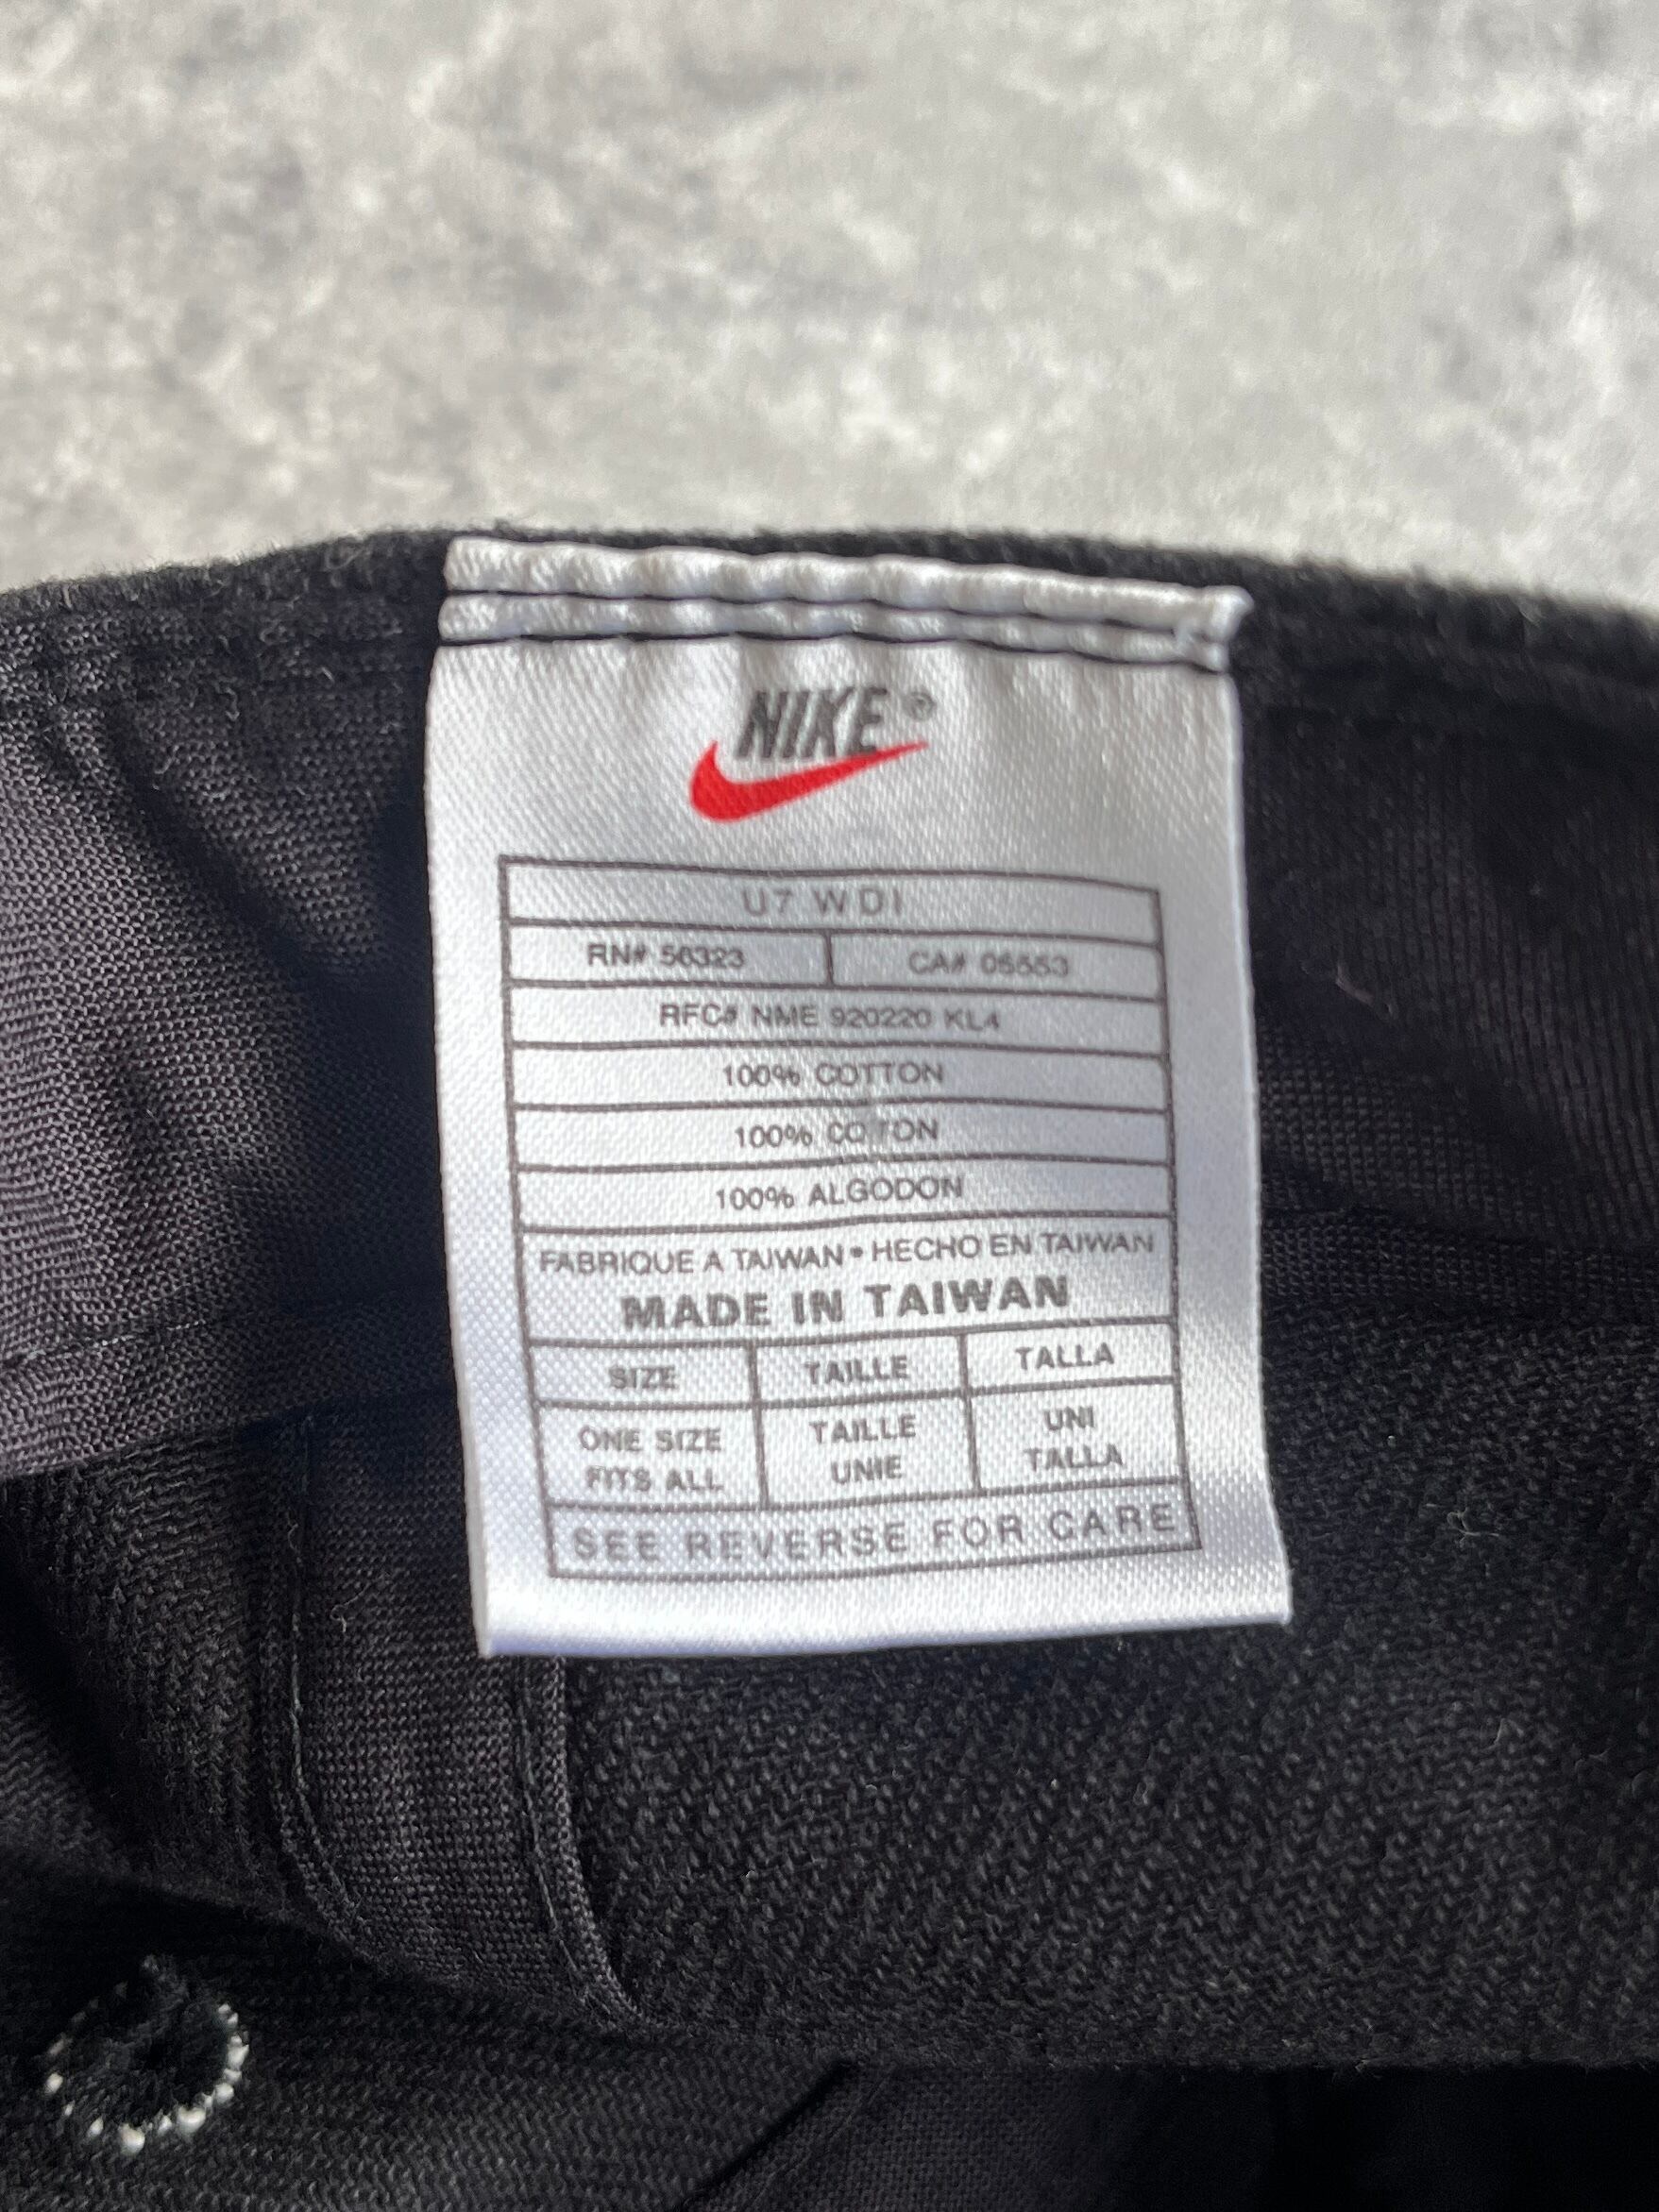 NIKE®
U7 WDI
RN# 56323 CA# 05553
RFC# NME 920220 KL4
100% COTTON
100% COTON
100% ALGODON
FABRIQUE A TAIWAN • HECHO EN TAIWAN
MADE IN TAIWAN
SIZE TAILLE TALLA
ONE SIZE FITS ALL TAILLE UNIE UNI TALLA
SEE REVERSE FOR CARE